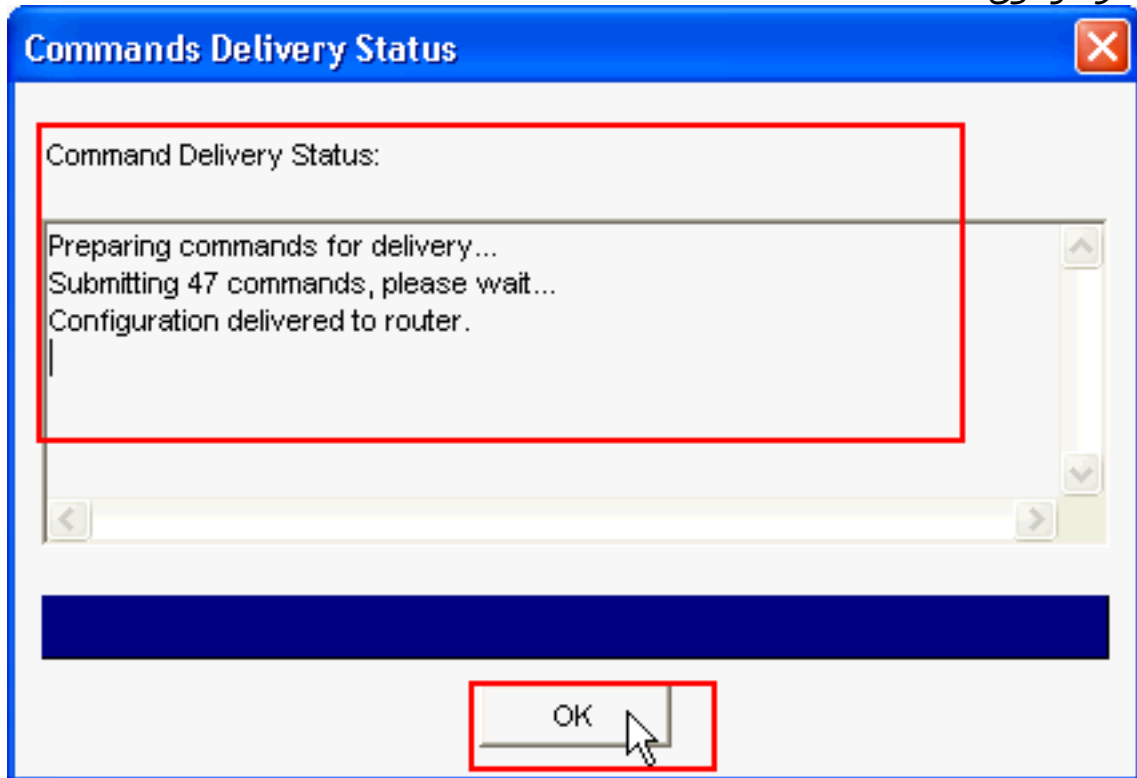 Commands Delivery Status
Command Delivery Status:
Preparing commands for delivery...
Submitting 47 commands, please wait...
Configuration delivered to router.
OK